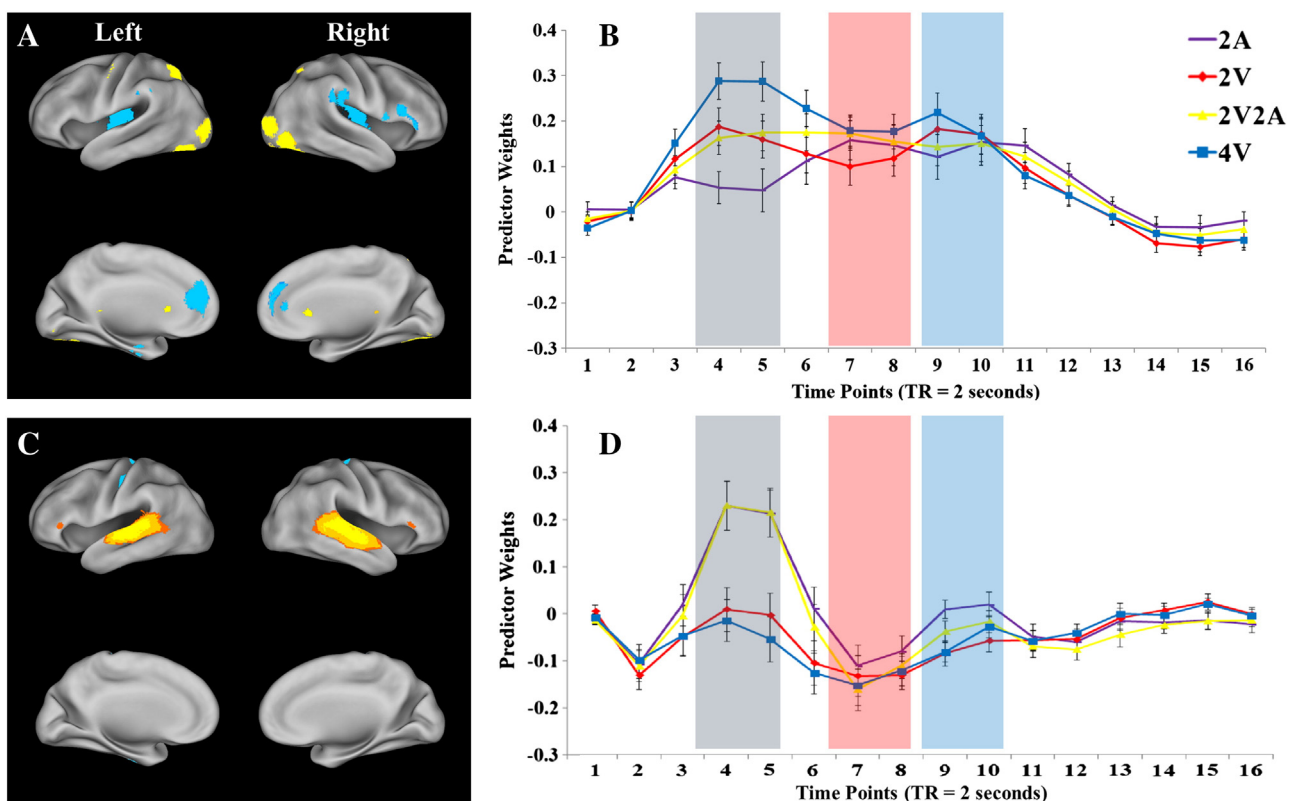 A
Left
Right
B
2A
2V
2V2A
4V
Predictor Weights
0.4
0.3
0.2
0.1
0
-0.1
-0.2
-0.3
1 2 3 4 5 6 7 8 9 10 11 12 13 14 15 16
Time Points (TR = 2 seconds)
C
D
Predictor Weights
0.4
0.3
0.2
0.1
0
-0.1
-0.2
-0.3
1 2 3 4 5 6 7 8 9 10 11 12 13 14 15 16
Time Points (TR = 2 seconds)